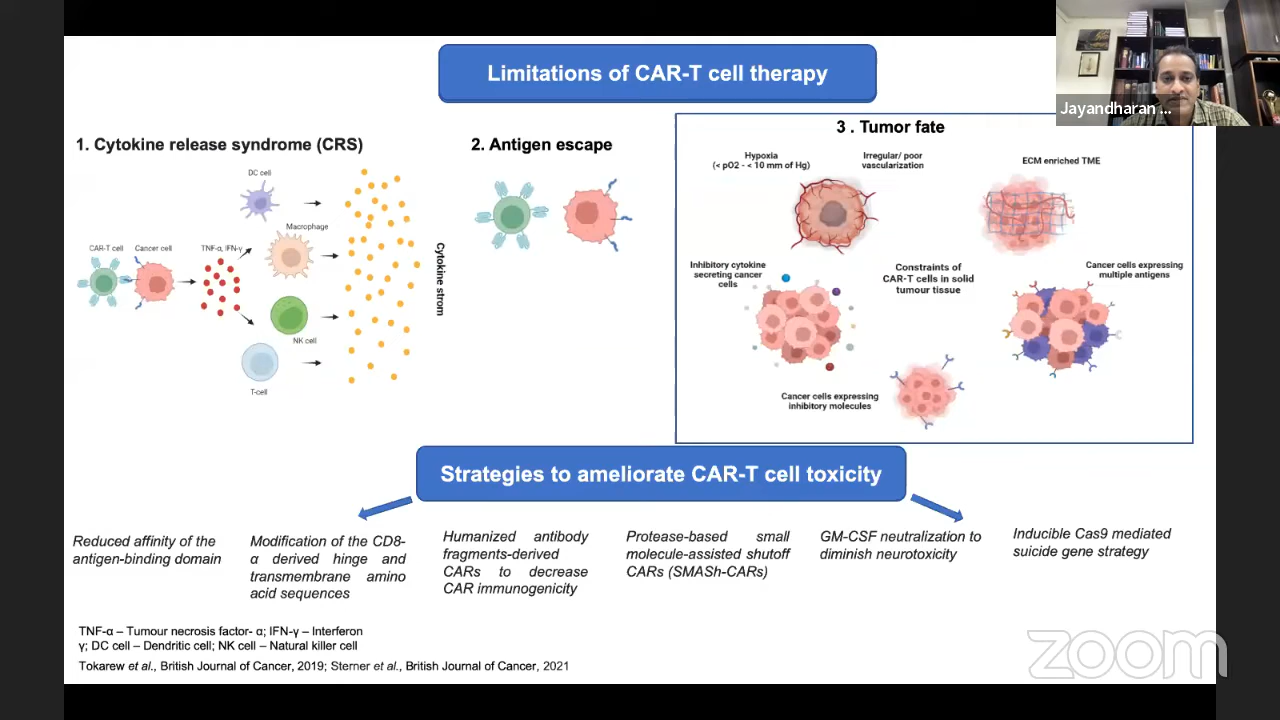 Limitations of CAR-T cell therapy
Jayandharan ...
1. Cytokine release syndrome (CRS)
DC cell
Macrophage
CAR-T cell
Cancer cell
TNF-α, IFN-γ
NK cell
T-cell
Cytokine strom
2. Antigen escape
3 . Tumor fate
Hypoxia
(< pO2 - < 10 mm of Hg)
Irregular/ poor
vascularization
ECM enriched TME
Inhibitory cytokine
secreting cancer
cells
Constraints of
CAR-T cells in solid
tumour tissue
Cancer cells expressing
multiple antigens
Cancer cells expressing
inhibitory molecules
Strategies to ameliorate CAR-T cell toxicity
Reduced affinity of the
antigen-binding domain
Modification of the CD8-
α derived hinge and
transmembrane amino
acid sequences
Humanized antibody
fragments-derived
CARs to decrease
CAR immunogenicity
Protease-based small
molecule-assisted shutoff
CARs (SMASh-CARs)
GM-CSF neutralization to
diminish neurotoxicity
Inducible Cas9 mediated
suicide gene strategy
TNF-α – Tumour necrosis factor- α; IFN-γ – Interferon
γ; DC cell – Dendritic cell; NK cell – Natural killer cell
Tokarew et al., British Journal of Cancer, 2019; Sterner et al., British Journal of Cancer, 2021
zoom